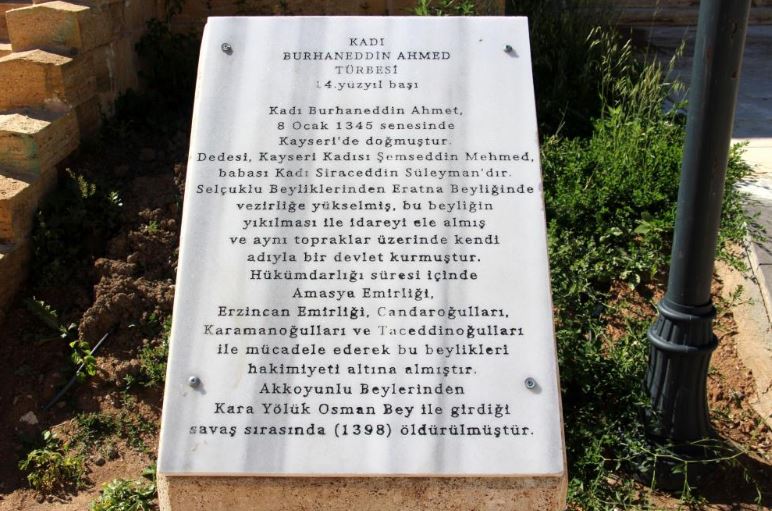 KADI
BURHANEDDİN AHMED
TÜRBESİ
14.yüzyıl başı
Kadı Burhaneddin Ahmet,
8 Ocak 1345 senesinde
Kayseri'de doğmuştur.
Dedesi, Kayseri Kadısı Şemseddin Mehmed,
babası Kadı Siraceddin Süleyman'dır.
Selçuklu Beyliklerinden Eratna Beyliğinde
vezirliğe yükselmiş, bu beyliğin
yıkılması ile idareyi ele almış
ve aynı topraklar üzerinde kendi
adıyla bir devlet kurmuştur.
Hükümdarlığı süresi içinde
Amasya Emirliği,
Erzincan Emirliği, Candaroğulları,
Karamanoğulları ve Taceddinoğulları
ile mücadele ederek bu beylikleri
hakimiyeti altına almıştır.
Akkoyunlu Beylerinden
Kara Yölük Osman Bey ile girdiği
savaş sırasında (1398) öldürülmüştür.